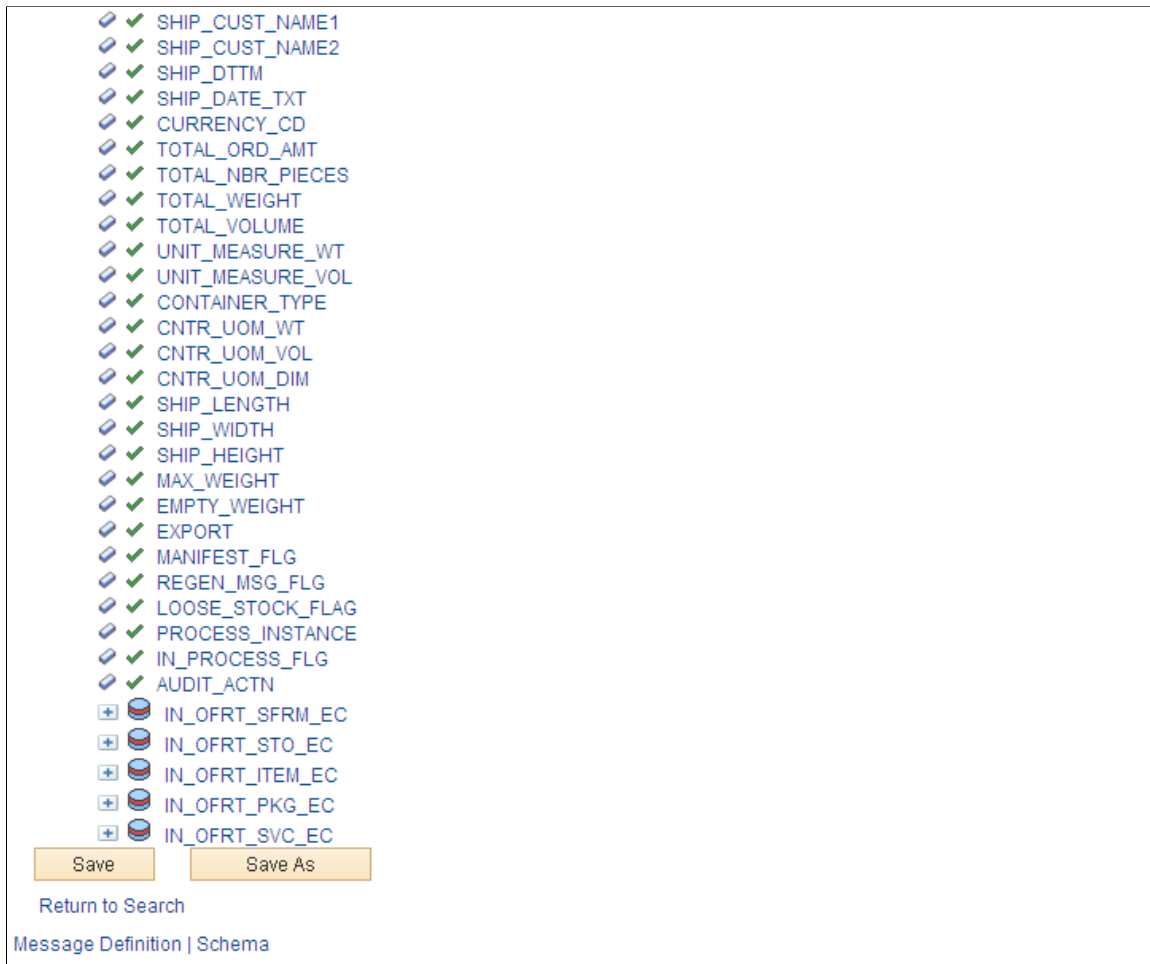 SHIP_CUST_NAME1
SHIP_CUST_NAME2
SHIP_DTTM
SHIP_DATE_TXT
CURRENCY_CD
TOTAL_ORD_AMT
TOTAL_NBR_PIECES
TOTAL_WEIGHT
TOTAL_VOLUME
UNIT_MEASURE_WT
UNIT_MEASURE_VOL
CONTAINER_TYPE
CNTR_UOM_WT
CNTR_UOM_VOL
CNTR_UOM_DIM
SHIP_LENGTH
SHIP_WIDTH
SHIP_HEIGHT
MAX_WEIGHT
EMPTY_WEIGHT
EXPORT
MANIFEST_FLG
REGEN_MSG_FLG
LOOSE_STOCK_FLAG
PROCESS_INSTANCE
IN_PROCESS_FLG
AUDIT_ACTN
IN_OFRT_SFRM_EC
IN_OFRT_STO_EC
IN_OFRT_ITEM_EC
IN_OFRT_PKG_EC
IN_OFRT_SVC_EC
Save Save As
Return to Search
Message Definition | Schema